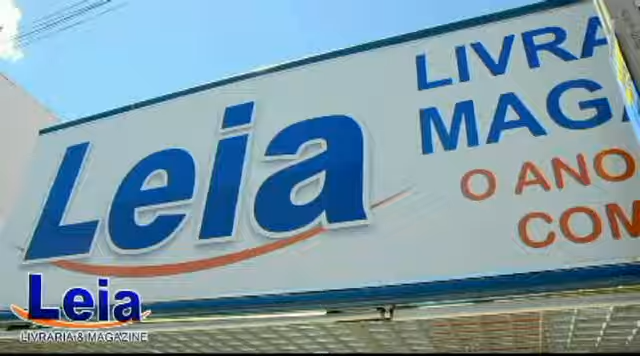 Leia
LIVRA
MAGA
O ANO
COM
Leia
LIVRARIA & MAGAZINE